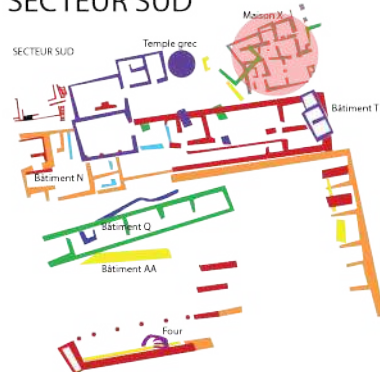 SECTEUR SUD
Maison X
Temple grec
SECTEUR SUD
Bâtiment T
Bâtiment N
Bâtiment Q
Bâtiment AA
Four